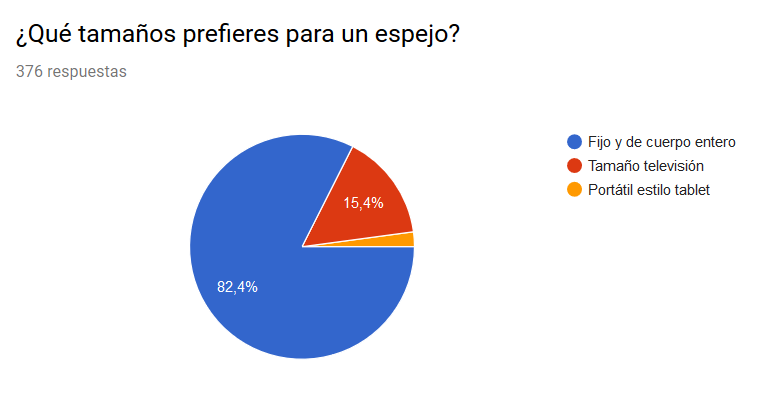 ¿Qué tamaños prefieres para un espejo?
376 respuestas
Fijo y de cuerpo entero
Tamaño televisión
Portátil estilo tablet
15,4%
82,4%